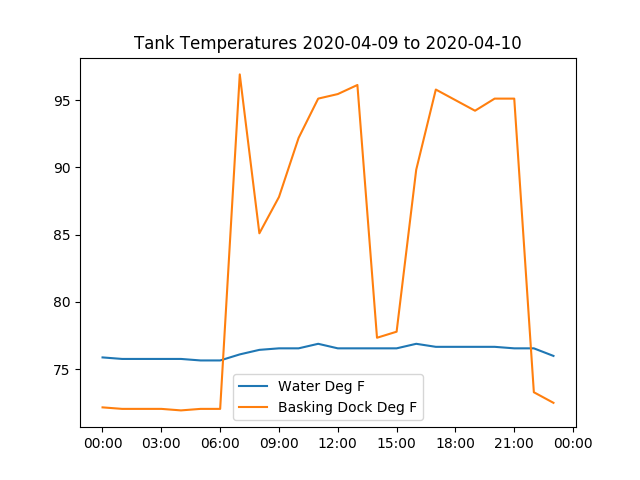 Tank Temperatures 2020-04-09 to 2020-04-10
95
90
85
80
75
Water Deg F
Basking Dock Deg F
00:00 03:00 06:00 09:00 12:00 15:00 18:00 21:00 00:00